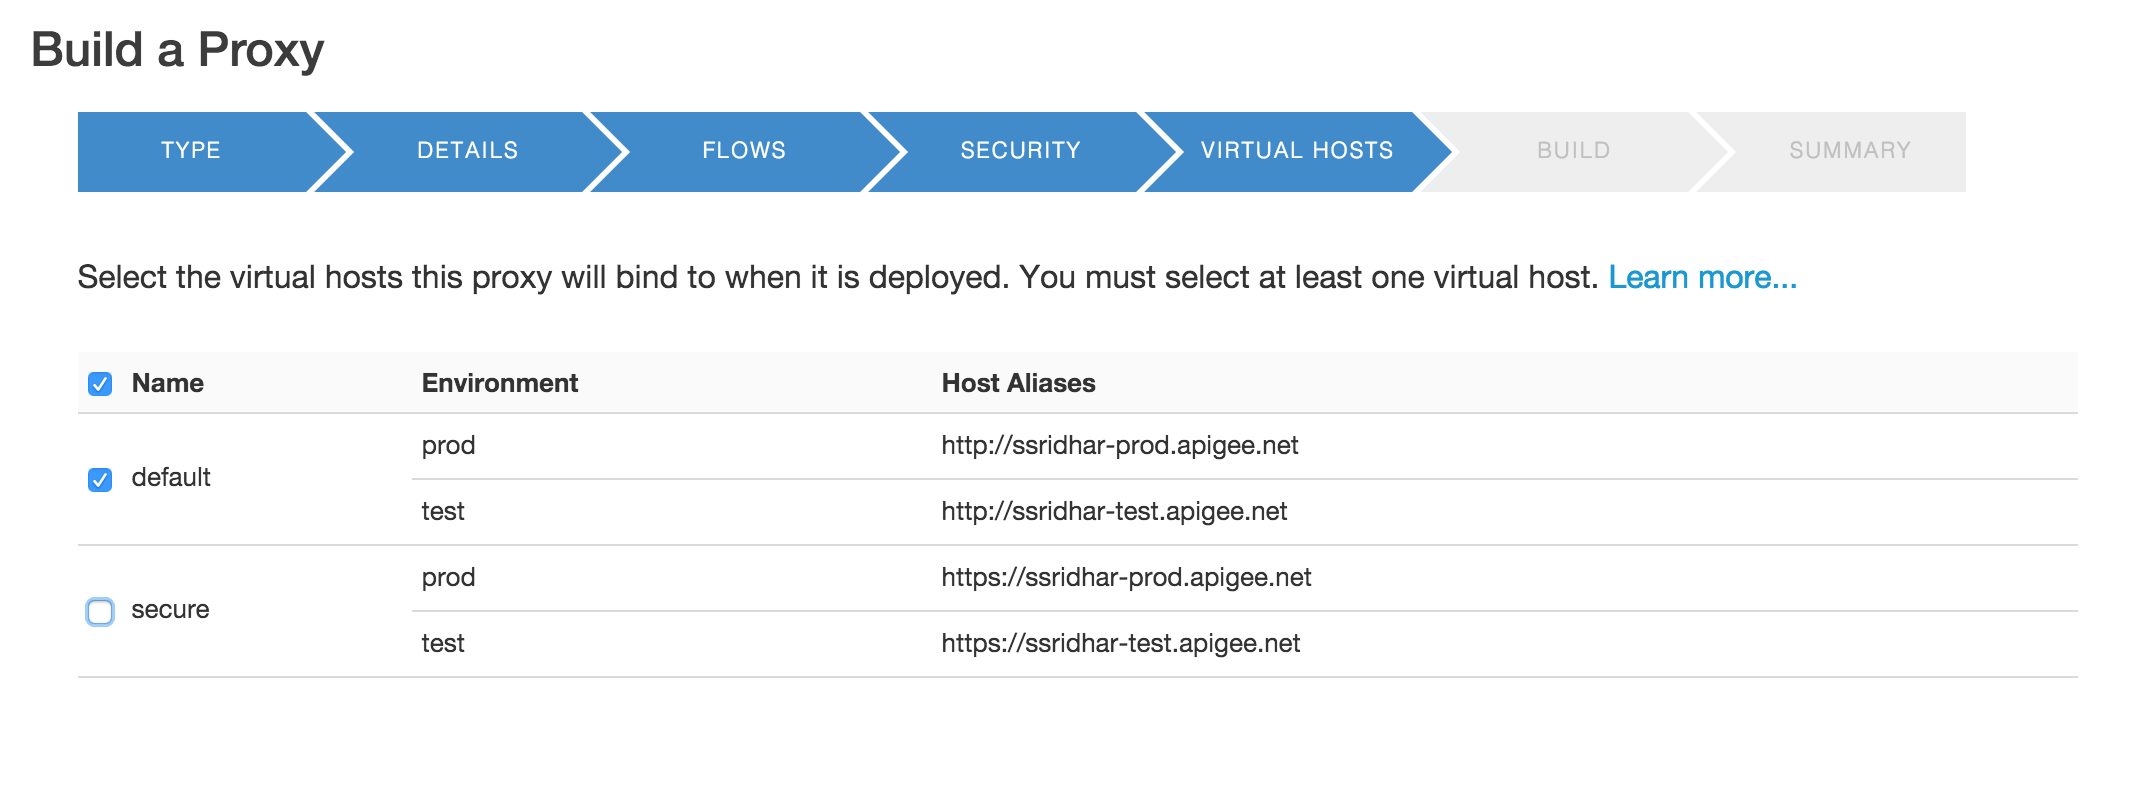 Build a Proxy
TYPE DETAILS FLOWS SECURITY VIRTUAL HOSTS BUILD SUMMARY
Select the virtual hosts this proxy will bind to when it is deployed. You must select at least one virtual host. Learn more...
Name Environment Host Aliases
prod http://ssridhar-prod.apigee.net
default
test http://ssridhar-test.apigee.net
prod https://ssridhar-prod.apigee.net
secure
test https://ssridhar-test.apigee.net